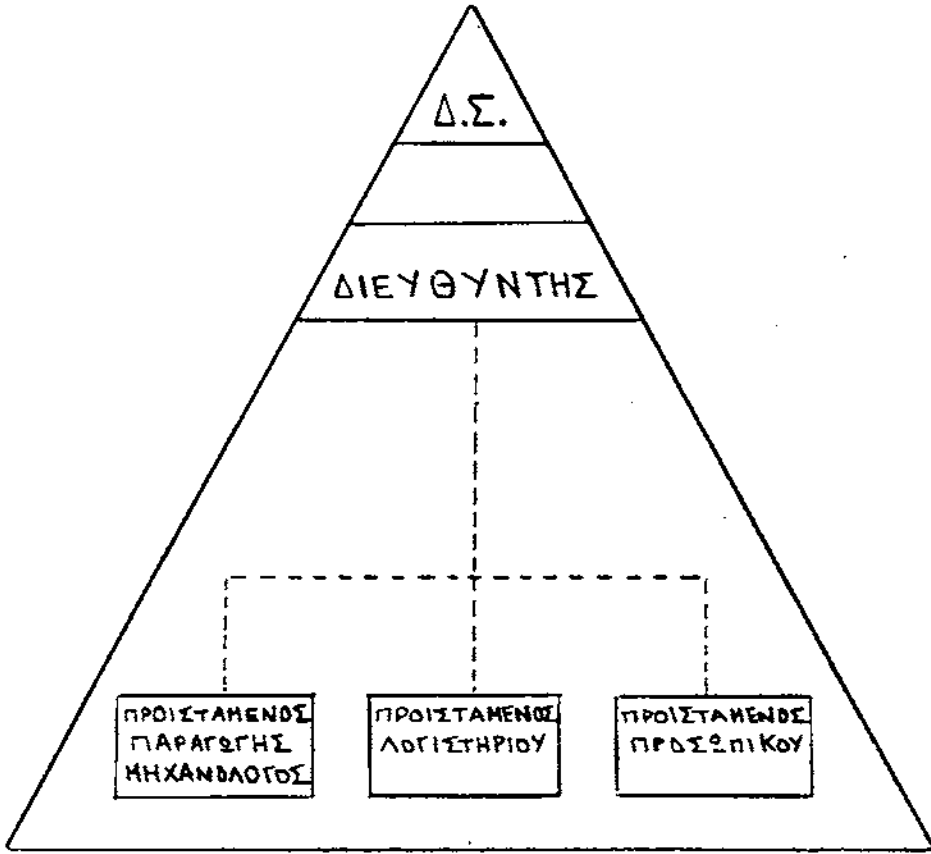 Δ.Σ.
ΔΙΕΥΘΥΝΤΗΣ
ΠΡΟΙΣΤΑΜΕΝΟΣ
ΠΑΡΑΓΩΓΗΣ
ΜΗΧΑΝΟΛΟΓΟΣ
ΠΡΟΙΣΤΑΜΕΝΟΣ
ΛΟΓΙΣΤΗΡΙΟΥ
ΠΡΟΙΣΤΑΜΕΝΟΣ
ΠΡΟΣΩΠΙΚΟΥ